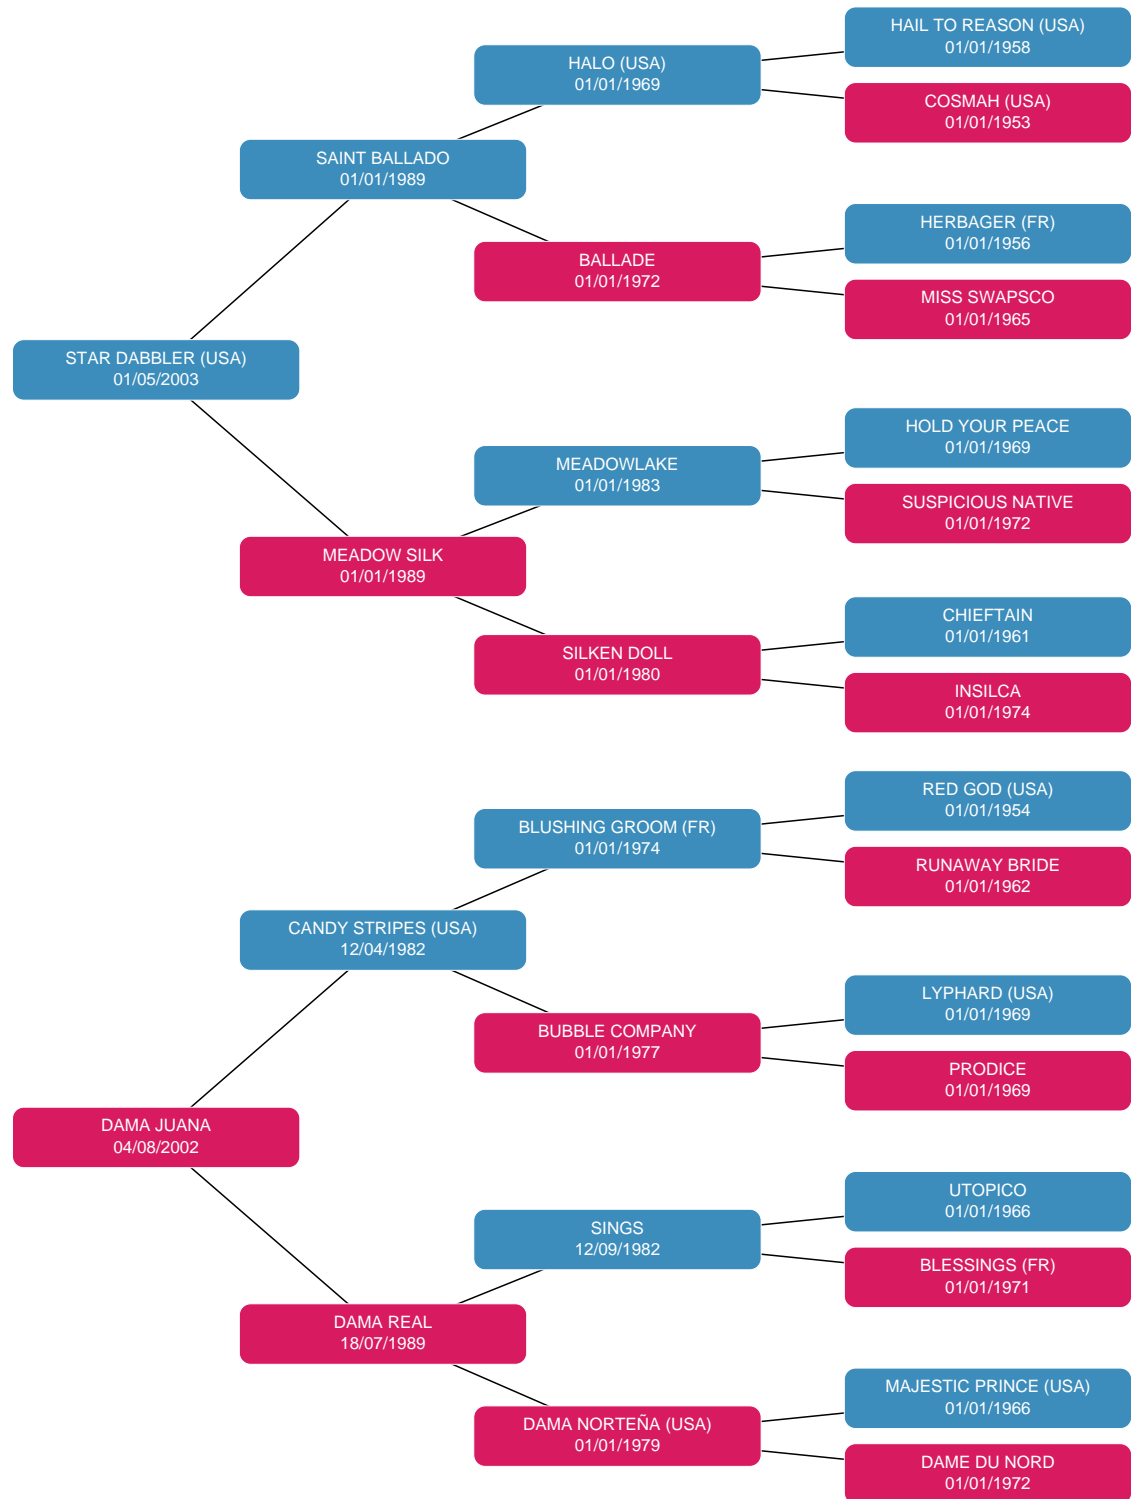 HAIL TO REASON (USA)
01/01/1958
HALO (USA)
01/01/1969
COSMAH (USA)
01/01/1953
SAINT BALLADO
01/01/1989
HERBAGER (FR)
01/01/1956
BALLADE
01/01/1972
MISS SWAPSCO
01/01/1965
STAR DABBLER (USA)
01/05/2003
HOLD YOUR PEACE
01/01/1969
MEADOWLAKE
01/01/1983
SUSPICIOUS NATIVE
01/01/1972
MEADOW SILK
01/01/1989
CHIEFTAIN
01/01/1961
SILKEN DOLL
01/01/1980
INSILCA
01/01/1974
RED GOD (USA)
01/01/1954
BLUSHING GROOM (FR)
01/01/1974
RUNAWAY BRIDE
01/01/1962
CANDY STRIPES (USA)
12/04/1982
LYPHARD (USA)
01/01/1969
BUBBLE COMPANY
01/01/1977
PRODICE
01/01/1969
DAMA JUANA
04/08/2002
UTOPICO
01/01/1966
SINGS
12/09/1982
BLESSINGS (FR)
01/01/1971
DAMA REAL
18/07/1989
MAJESTIC PRINCE (USA)
01/01/1966
DAMA NORTEÑA (USA)
01/01/1979
DAME DU NORD
01/01/1972